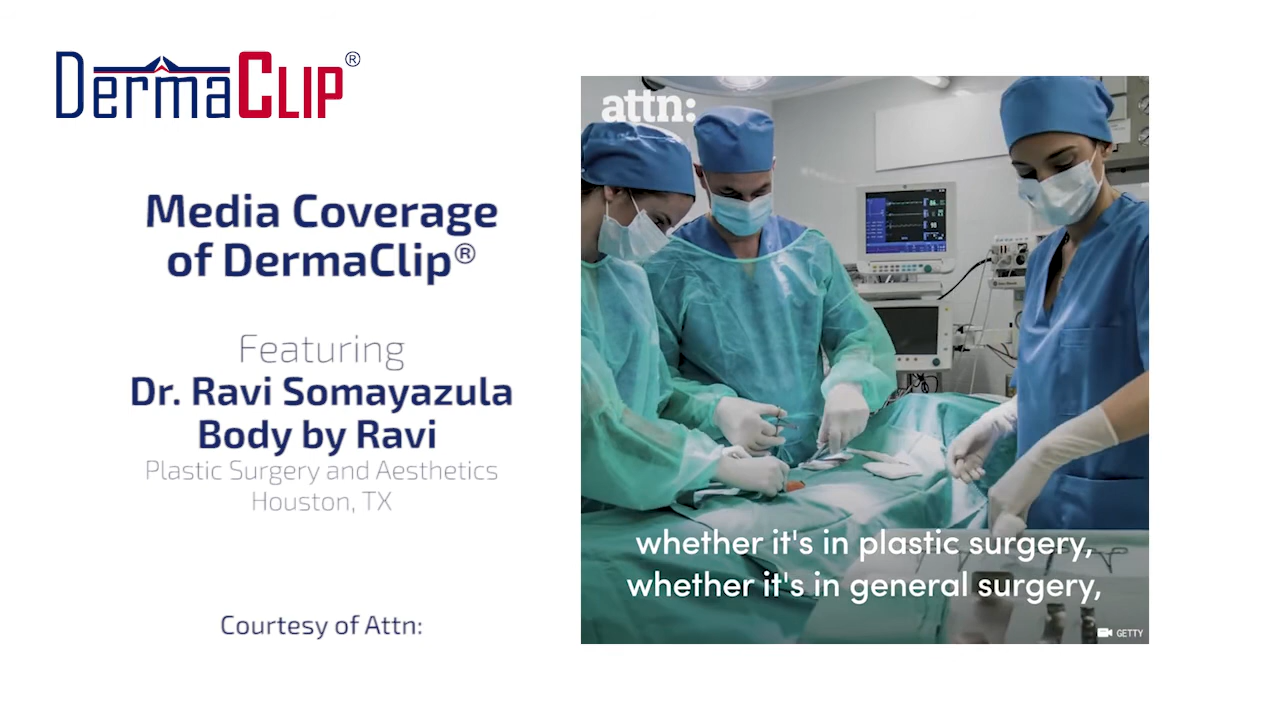 DermaClip®
Media Coverage
of DermaClip®
Featuring
Dr. Ravi Somayazula
Body by Ravi
Plastic Surgery and Aesthetics
Houston, TX
Courtesy of Attn:
attn:
whether it's in plastic surgery,
whether it's in general surgery,
GETTY